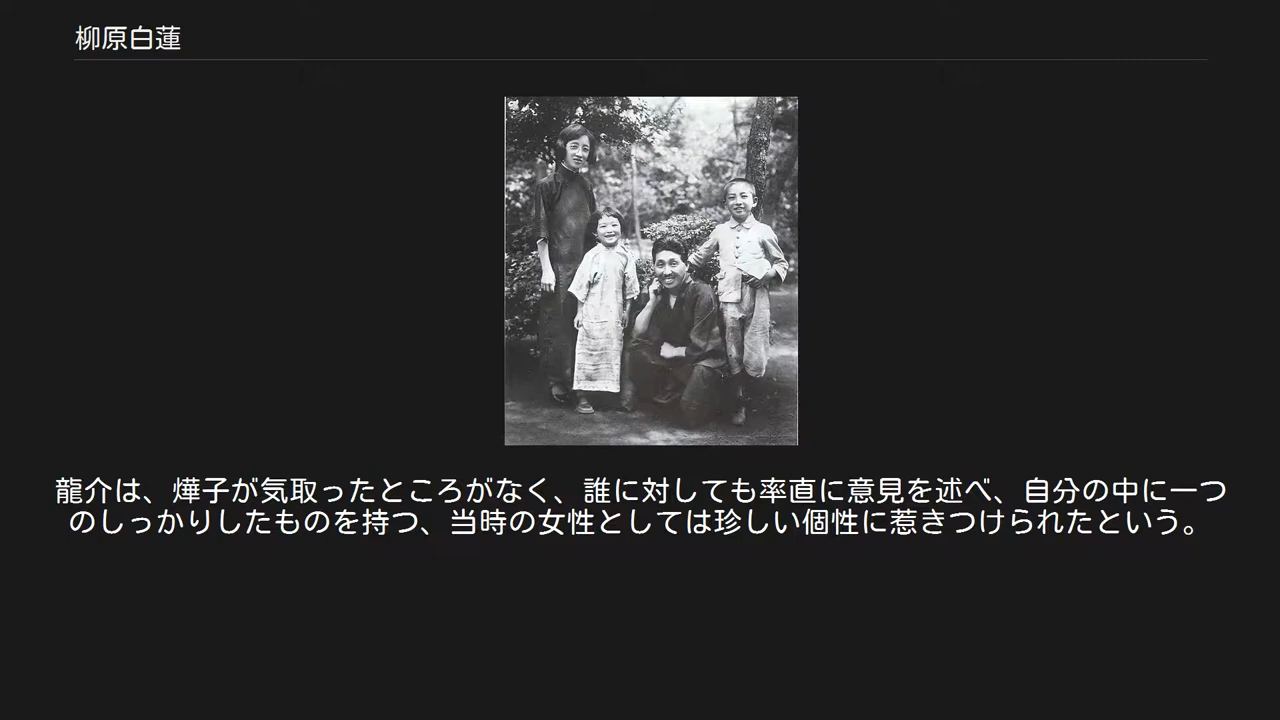 柳原白蓮
龍介は、燁子が気取ったところがなく、誰に対しても率直に意見を述べ、自分の中に一つ
のしっかりしたものを持つ、当時の女性としては珍しい個性に惹きつけられたという。